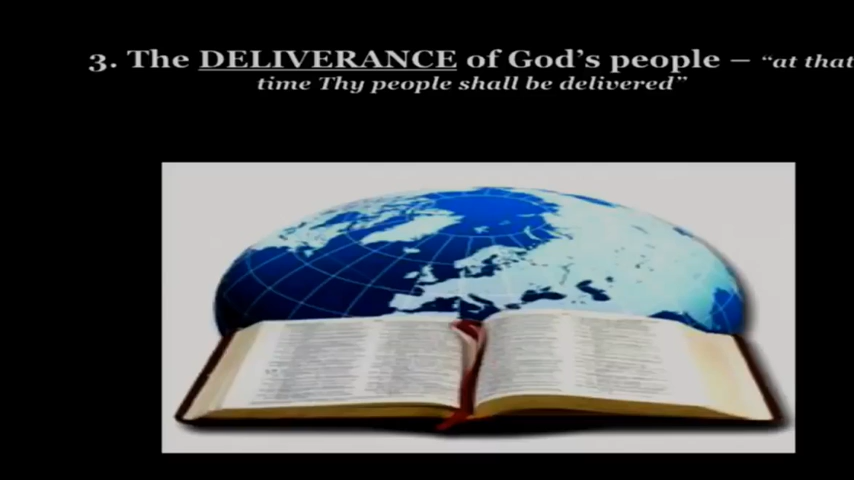 3. The DELIVERANCE of God's people – “at that
time Thy people shall be delivered”